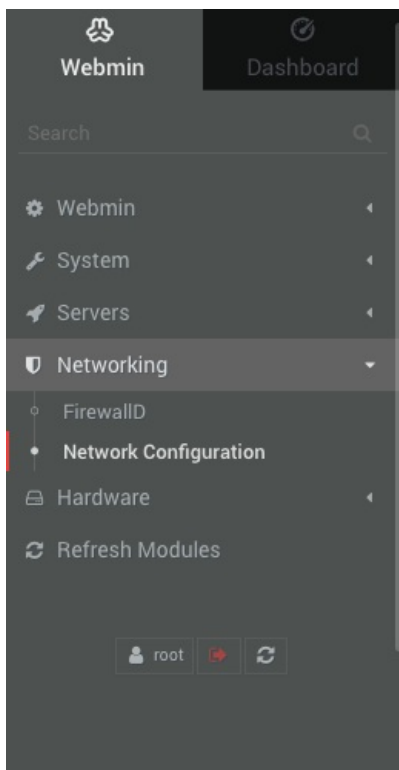 Webmin
Dashboard
Search
Webmin
System
Servers
Networking
FirewallD
Network Configuration
Hardware
Refresh Modules
root